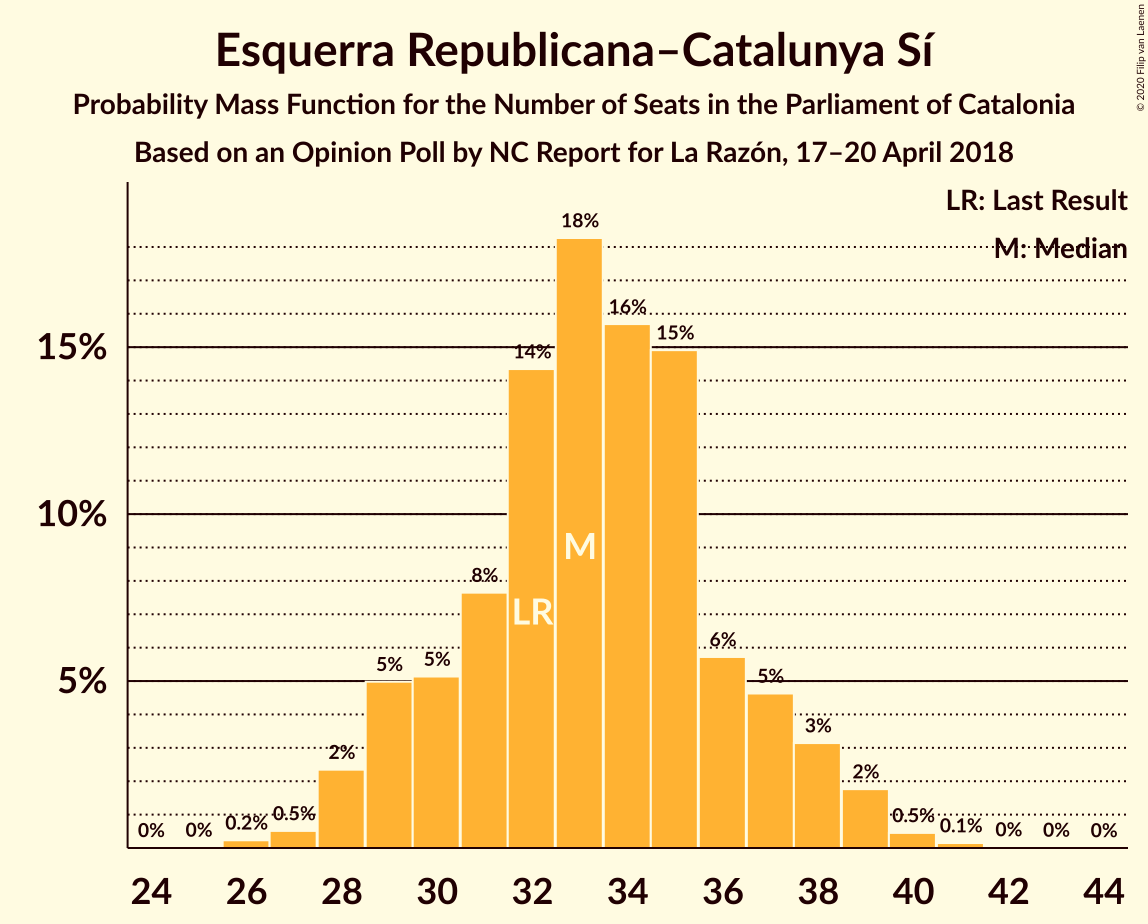 Esquerra Republicana–Catalunya Sí
Probability Mass Function for the Number of Seats in the Parliament of Catalonia
Based on an Opinion Poll by NC Report for La Razón, 17–20 April 2018
© 2020 Filip van Laenen
LR: Last Result
M: Median
15%
10%
5%
0%
0%
0.2%
0.5%
2%
5%
5%
8%
14%
18%
16%
15%
6%
5%
3%
2%
0.5%
0.1%
0%
0%
0%
LR
M
24 26 28 30 32 34 36 38 40 42 44